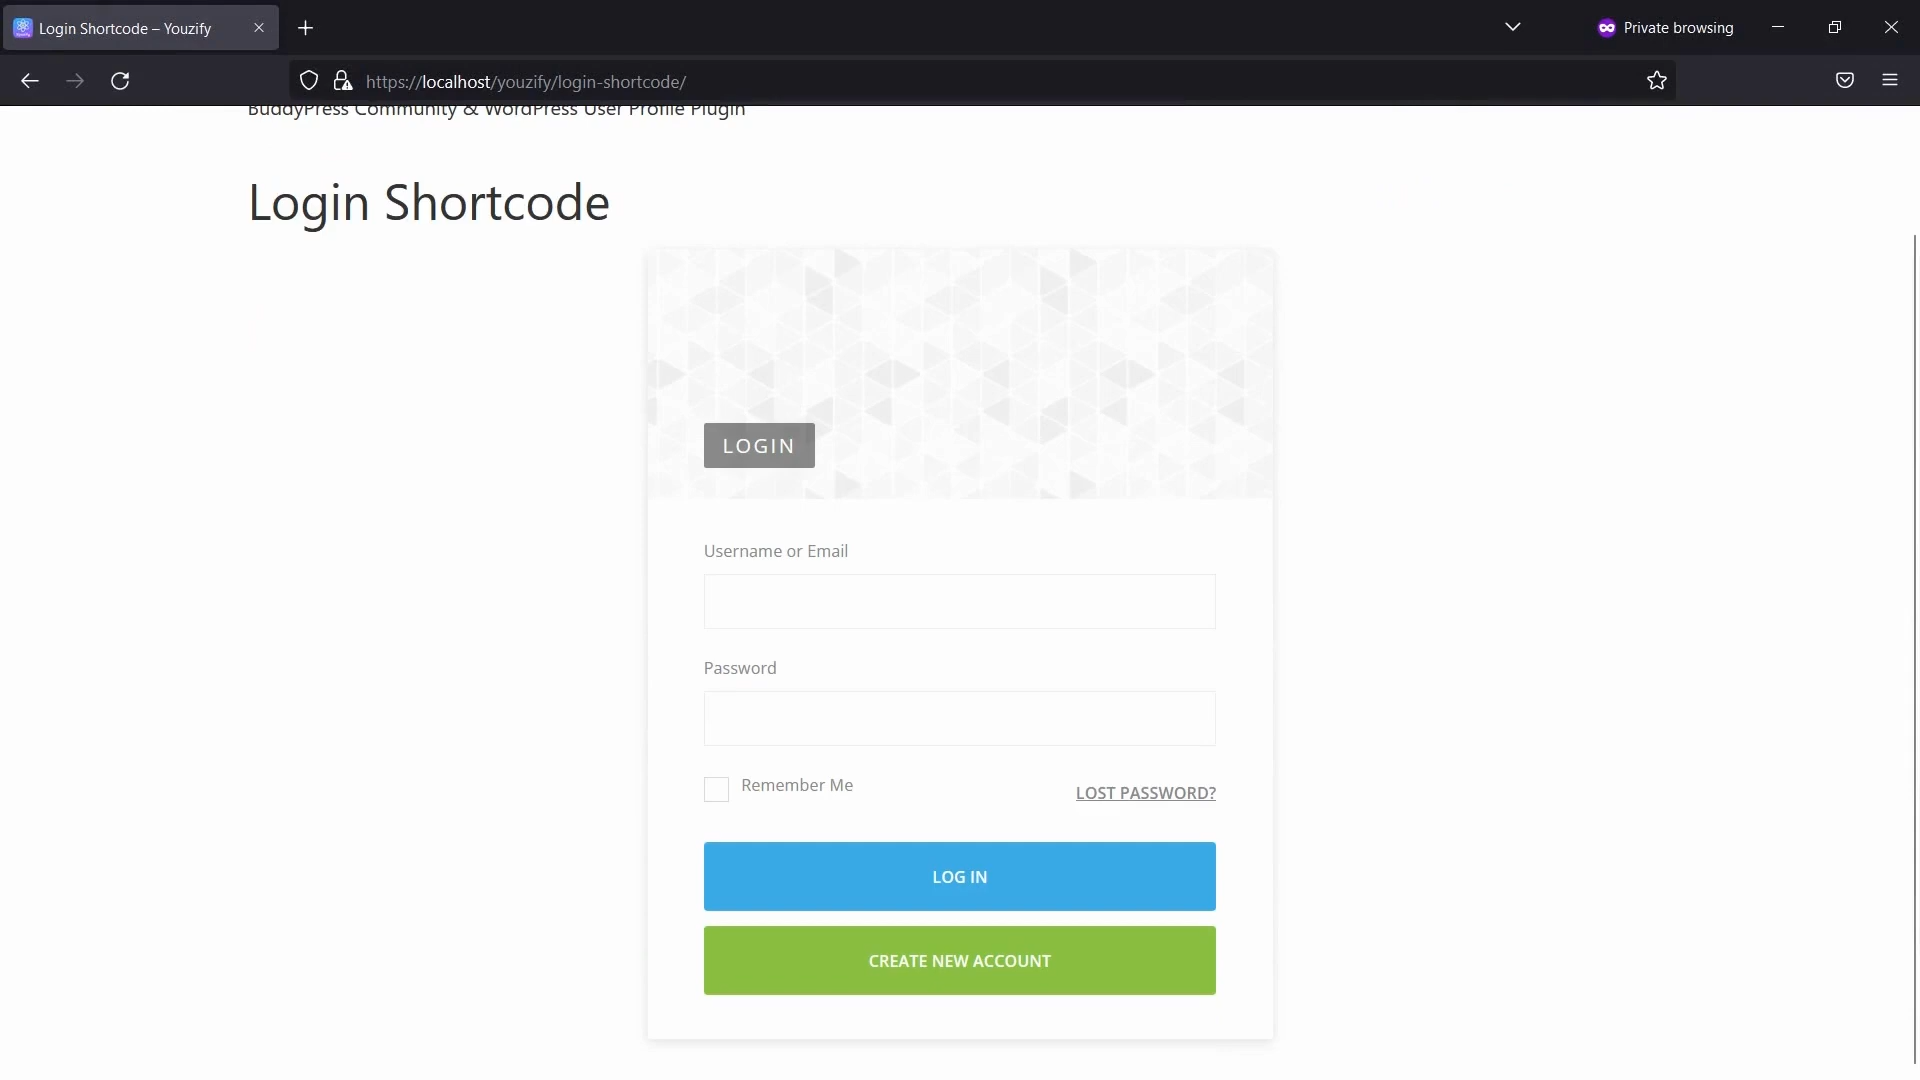 Login Shortcode – Youzify
Private browsing
https://localhost/youzify/login-shortcode/
BuddyPress Community & WordPress User Profile Plugin
Login Shortcode
LOGIN
Username or Email
Password
Remember Me
LOST PASSWORD?
LOG IN
CREATE NEW ACCOUNT